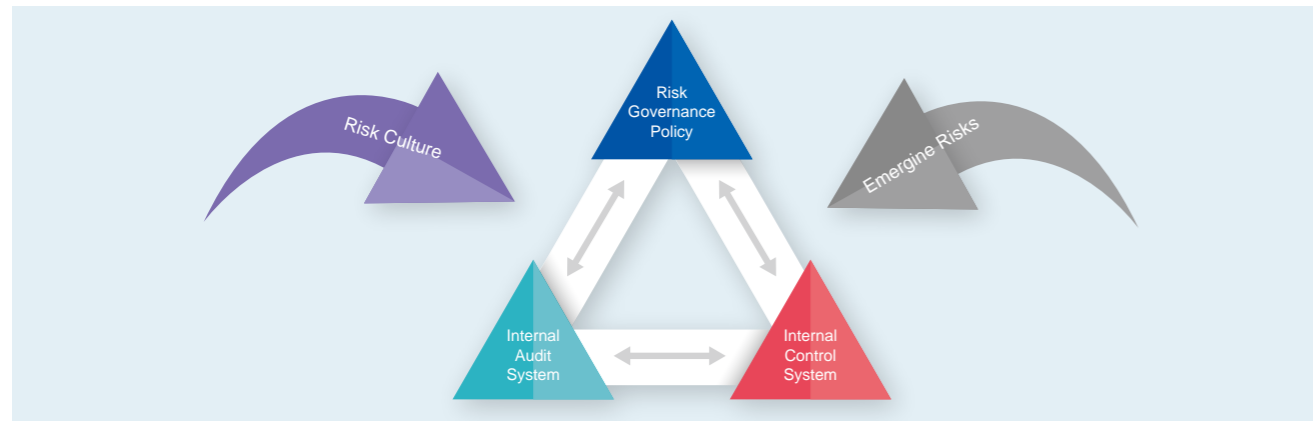 Risk
Governance
Policy
Risk Culture
Emergine Risks
Internal
Audit
System
Internal
Control
System